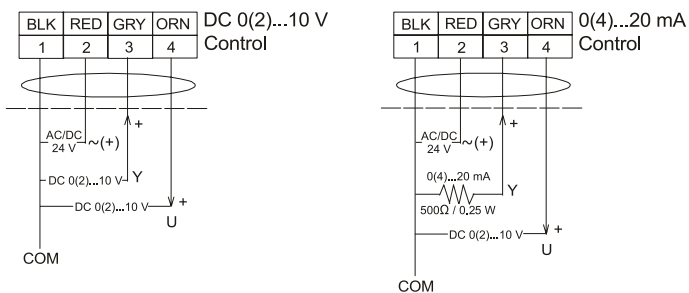 BLK RED GRY ORN DC 0(2)...10 V
1 2 3 4 Control
+
AC/DC
24 V ~(+)
DC 0(2)...10 V Y
DC 0(2)...10 V +
U
COM
BLK RED GRY ORN 0(4)...20 mA
1 2 3 4 Control
+
AC/DC
24 V ~(+)
0(4)...20 mA
Y
500Ω / 0.25 W
DC 0(2)...10 V +
U
COM